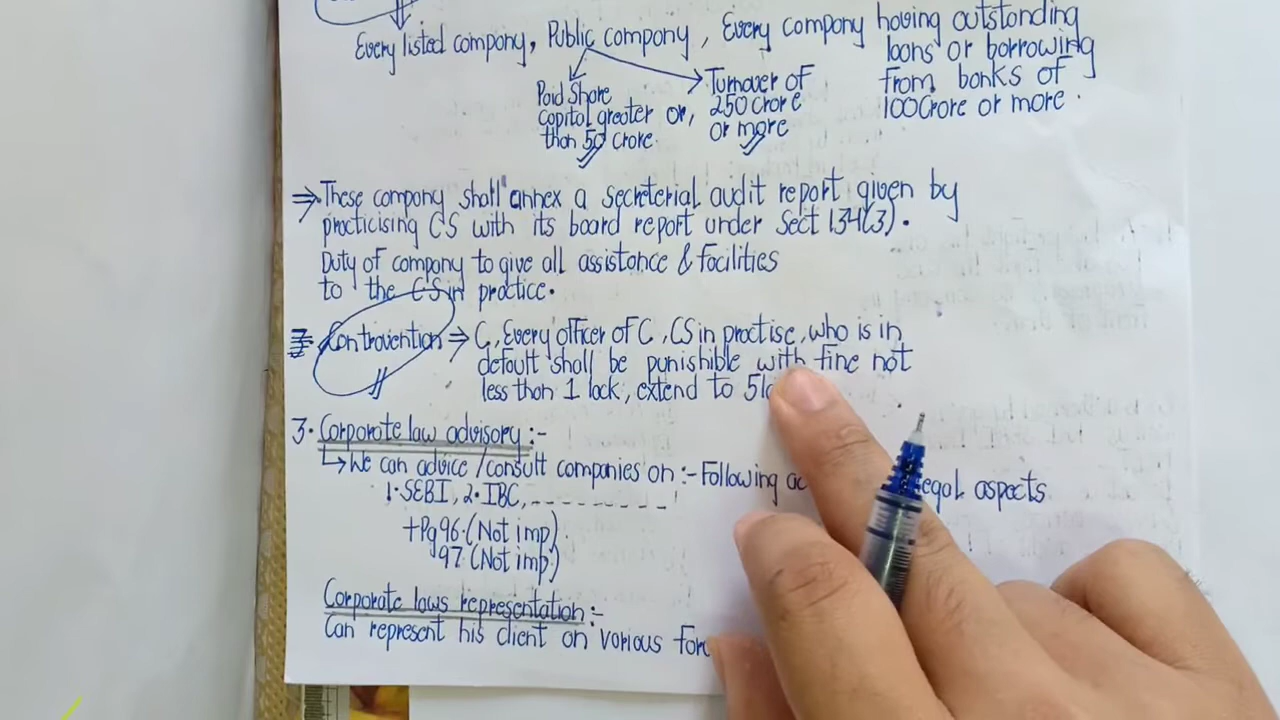 Every listed company, Public company, Every company having outstanding
loans or borrowing
from banks of
100 Crore or more.
Paid Share
capital greater or,
than 50 Crore.
Turnover of
250 Crore
or more
⇒ These company shall annex a secreterial audit report given by
practicising CS with its board report under Sect 134(3).
Duty of company to give all assistance & facilities
to the CS in practice.
Controvention ⇒ C, Every officer of C, CS in practise, who is in
default shall be punishible with fine not
less than 1 lack, extend to 5
3. Corporate law advisory :-
↳ We can advice / consult companies on :- Following legal aspects
1. SEBI, 2. IBC, - - - - - - - -
+ Pg 96. (Not imp).
97. (Not imp)
Corporate laws representation :-
Can represent his client on various